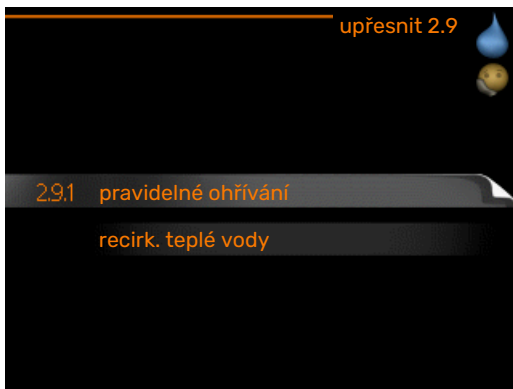 upřesnit 2.9
2.9.1 pravidelné ohřívání
recirk. teplé vody